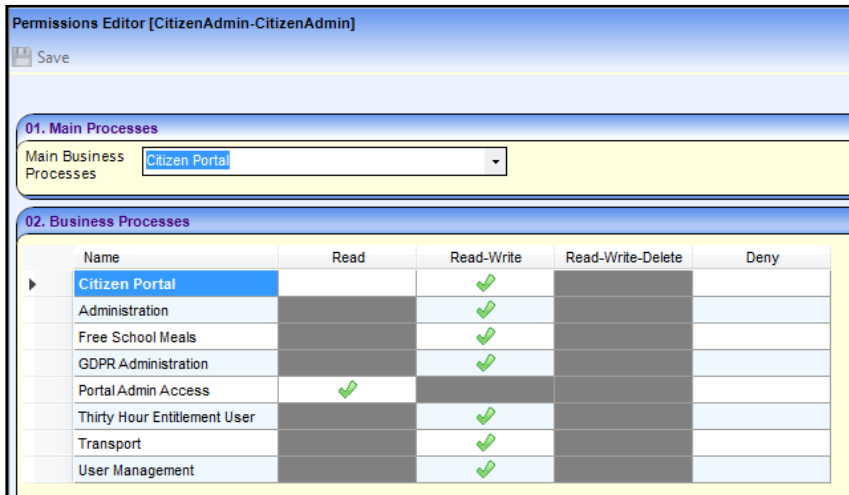 Permissions Editor [CitizenAdmin-CitizenAdmin]
Save
01. Main Processes
Main Business Processes
Citizen Portal
02. Business Processes
Name Read Read-Write Read-Write-Delete Deny
Citizen Portal
Administration
Free School Meals
GDPR Administration
Portal Admin Access
Thirty Hour Entitlement User
Transport
User Management